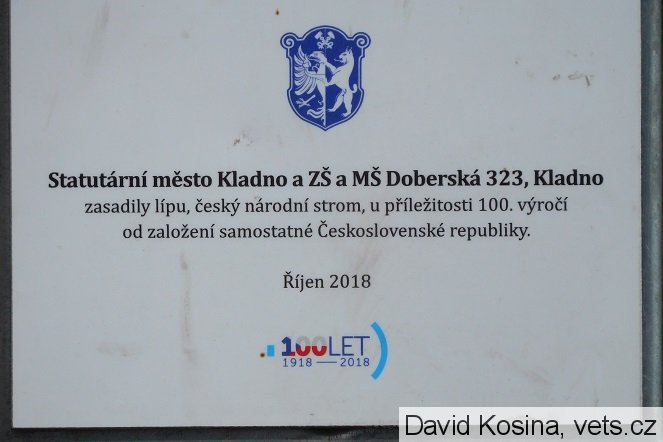 Statutární město Kladno a ZŠ a MŠ Doberská 323, Kladno
zasadily lípu, český národní strom, u příležitosti 100. výročí
od založení samostatné Československé republiky.
Říjen 2018
100LET
1918 — 2018
David Kosina, vets.cz